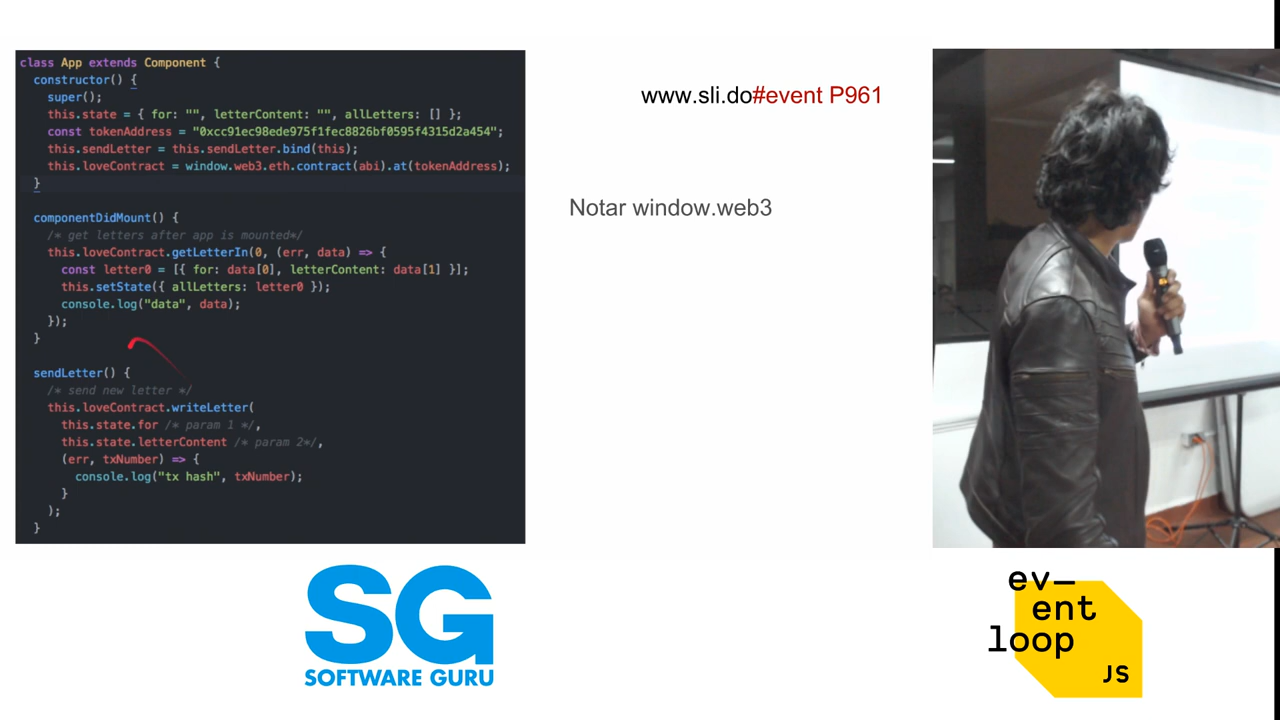 class App extends Component {
constructor() {
super();
this.state = { for: "", letterContent: "", allLetters: [] };
const tokenAddress = "0xcc91ec98ede975f1fec8826bf0595f4315d2a454";
this.sendLetter = this.sendLetter.bind(this);
this.loveContract = window.web3.eth.contract(abi).at(tokenAddress);
}
componentDidMount() {
/* get letters after app is mounted*/
this.loveContract.getLetterIn(0, (err, data) => {
const letter0 = [{ for: data[0], letterContent: data[1] }];
this.setState({ allLetters: letter0 });
console.log("data", data);
});
}
sendLetter() {
/* send new letter */
this.loveContract.writeLetter(
this.state.for /* param 1 */,
this.state.letterContent /* param 2*/,
(err, txNumber) => {
console.log("tx hash", txNumber);
}
);
}
www.sli.do#event P961
Notar window.web3
SG
SOFTWARE GURU
ev—
ent
loop
JS